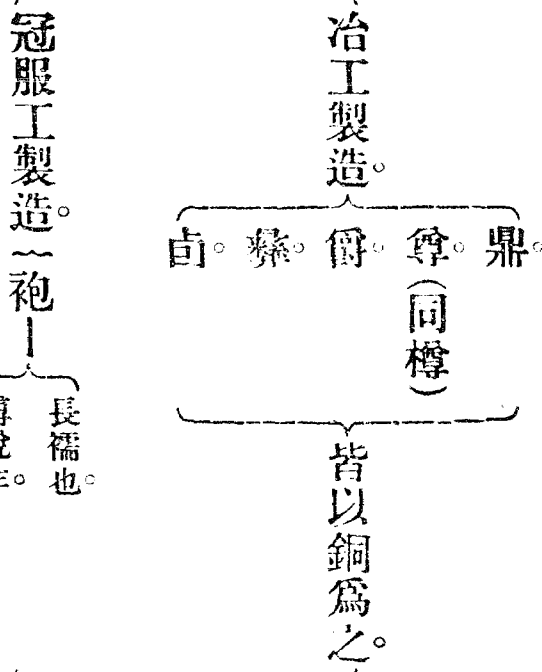 冶工製造。
鼎。
尊。(同樽)
爵。
彝。
卣。
皆以銅爲之。
冠服工製造。
袍
長襦也。